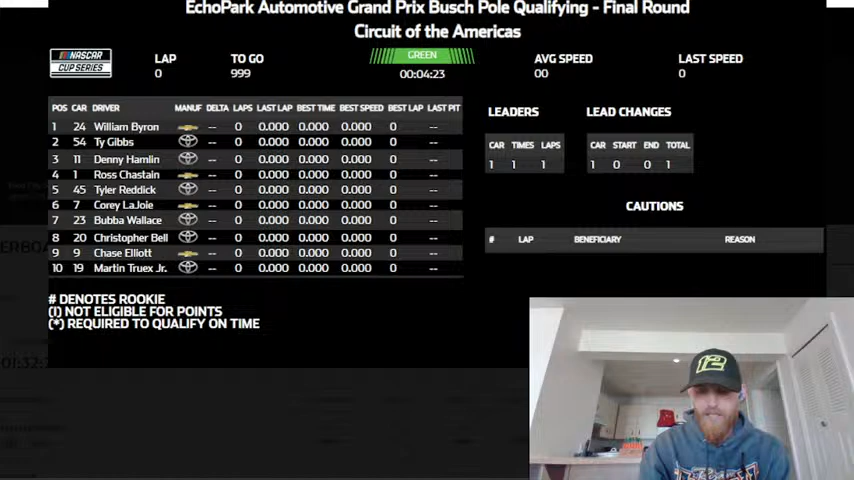 EchoPark Automotive Grand Prix Busch Pole Qualifying - Final Round
Circuit of the Americas
NASCAR
CUP SERIES
LAP
0
TO GO
999
GREEN
00:04:23
AVG SPEED
00
LAST SPEED
0
POS CAR DRIVER MANUF DELTA LAPS LAST LAP BEST TIME BEST SPEED BEST LAP LAST PIT
1 24 William Byron -- 0 0.000 0.000 0.000 0 --
2 54 Ty Gibbs -- 0 0.000 0.000 0.000 0 --
3 11 Denny Hamlin -- 0 0.000 0.000 0.000 0 --
4 1 Ross Chastain -- 0 0.000 0.000 0.000 0 --
5 45 Tyler Reddick -- 0 0.000 0.000 0.000 0 --
6 7 Corey LaJoie -- 0 0.000 0.000 0.000 0 --
7 23 Bubba Wallace -- 0 0.000 0.000 0.000 0 --
8 20 Christopher Bell -- 0 0.000 0.000 0.000 0 --
9 9 Chase Elliott -- 0 0.000 0.000 0.000 0 --
10 19 Martin Truex Jr. -- 0 0.000 0.000 0.000 0 --
# DENOTES ROOKIE
(I) NOT ELIGIBLE FOR POINTS
(*) REQUIRED TO QUALIFY ON TIME
LEADERS
CAR TIMES LAPS
1 1 1
LEAD CHANGES
CAR START END TOTAL
1 0 0 1
CAUTIONS
# LAP BENEFICIARY REASON
12